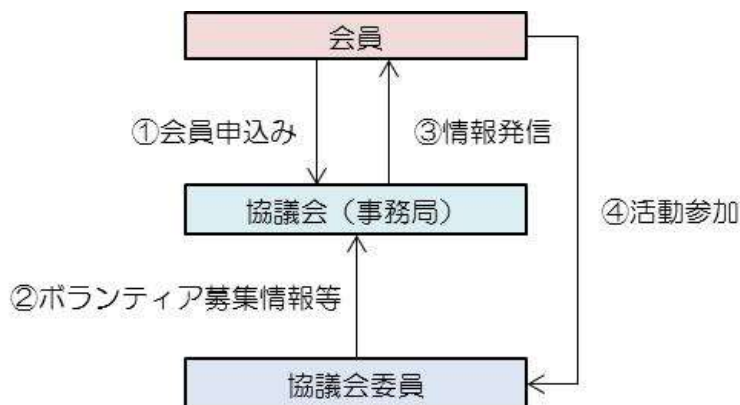 会員
①会員申込み
③情報発信
協議会（事務局）
④活動参加
②ボランティア募集情報等
協議会委員